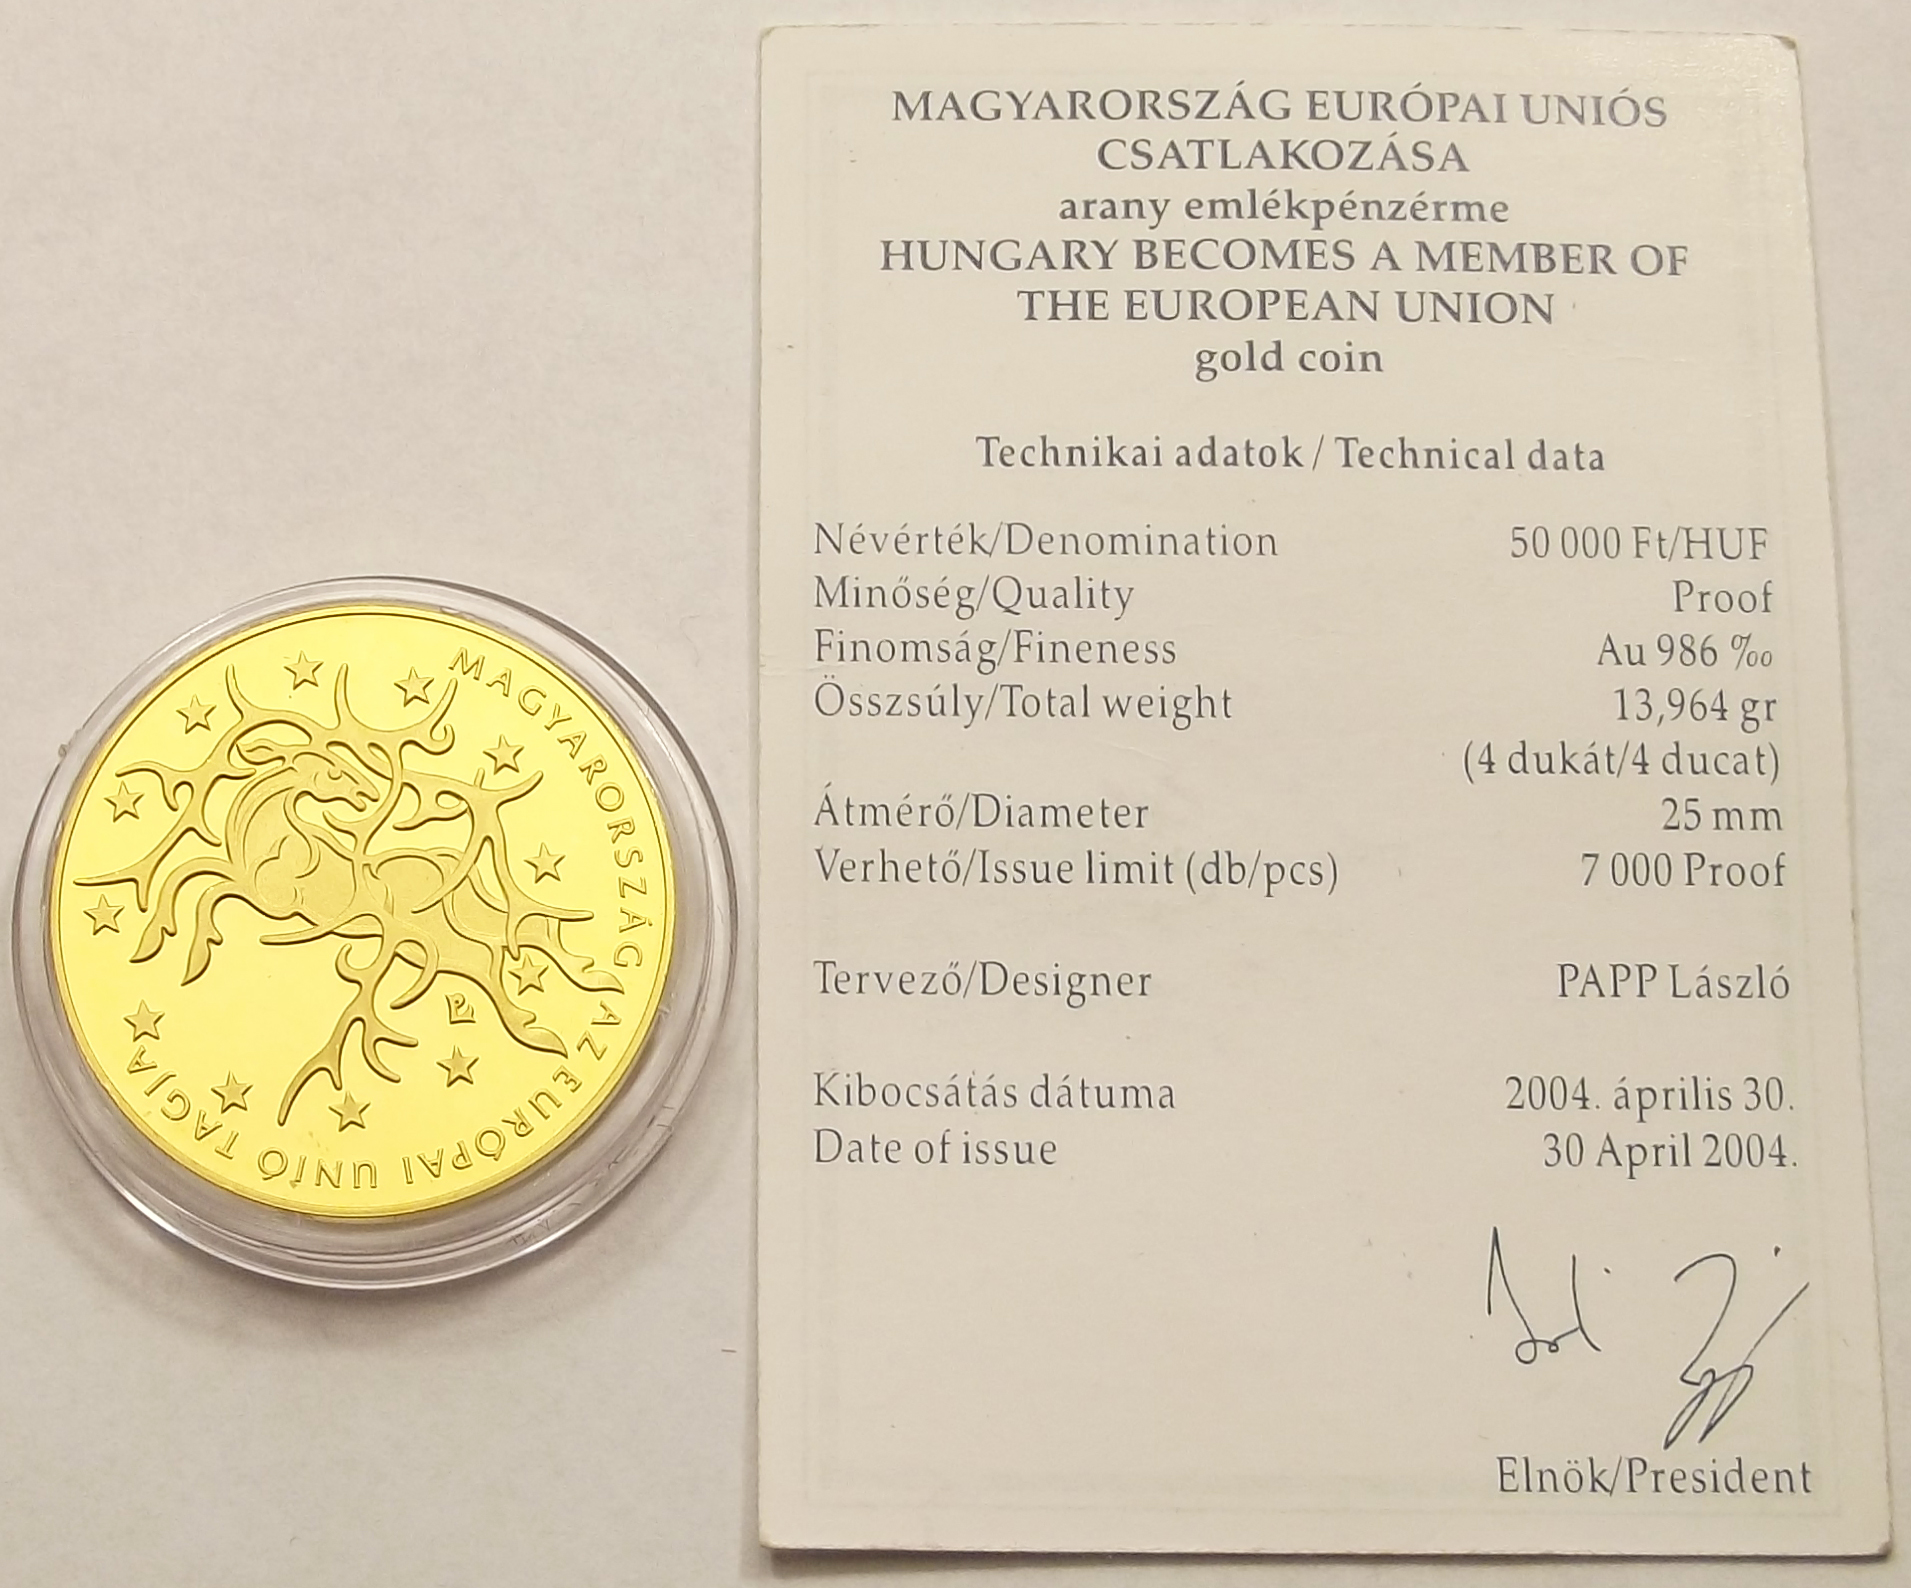 MAGYARORSZÁG AZ EURÓPAI UNIÓ TAGJA
MAGYARORSZÁG EURÓPAI UNIÓS
CSATLAKOZÁSA
arany emlékpénzérme
HUNGARY BECOMES A MEMBER OF
THE EUROPEAN UNION
gold coin
Technikai adatok / Technical data
Névérték/Denomination 50 000 Ft/HUF
Minőség/Quality Proof
Finomság/Fineness Au 986 ‰
Összsúly/Total weight 13,964 gr
(4 dukát/4 ducat)
Átmérő/Diameter 25 mm
Verhető/Issue limit (db/pcs) 7 000 Proof
Tervező/Designer PAPP László
Kibocsátás dátuma 2004. április 30.
Date of issue 30 April 2004.
Elnök/President